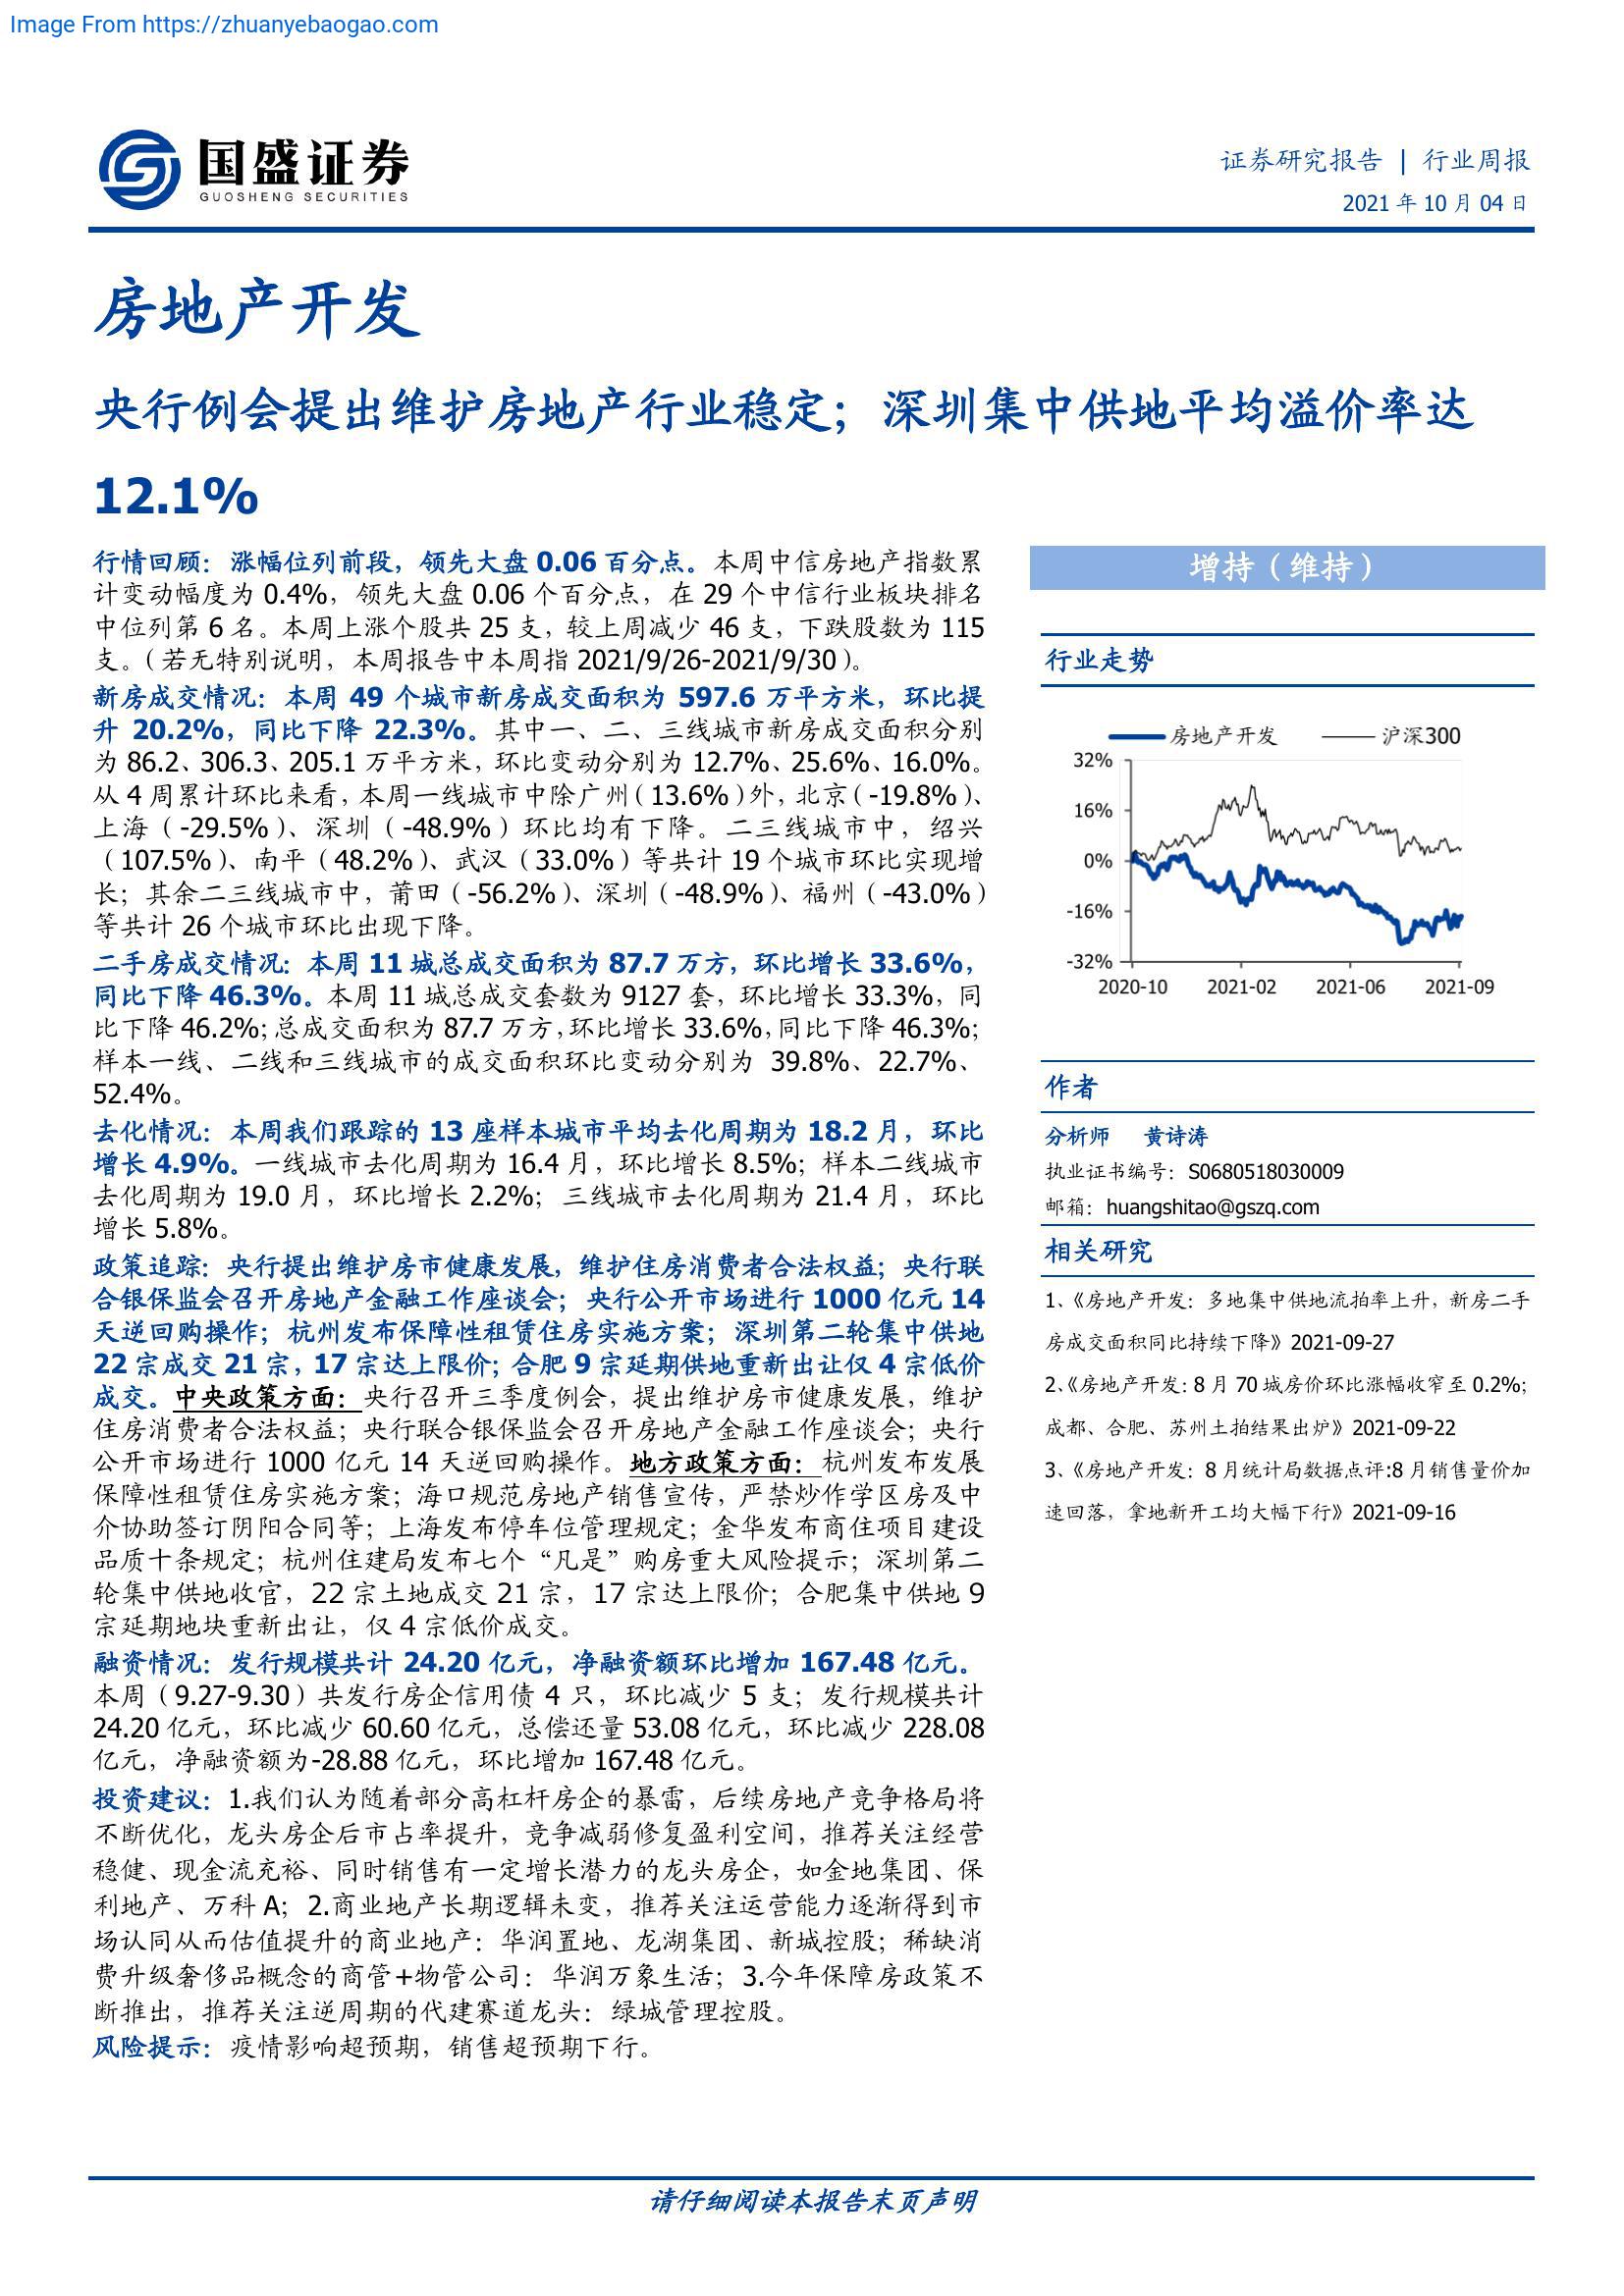 Image From https://zhuanyebaogao.com
国盛证券
GUOSHENG SECURITIES
证券研究报告 | 行业周报
2021 年 10 月 04 日
房地产开发
央行例会提出维护房地产行业稳定；深圳集中供地平均溢价率达
12.1%
行情回顾：涨幅位列前段，领先大盘 0.06 百分点。本周中信房地产指数累
计变动幅度为 0.4%，领先大盘 0.06 个百分点，在 29 个中信行业板块排名
中位列第 6 名。本周上涨个股共 25 支，较上周减少 46 支，下跌股数为 115
支。（若无特别说明，本周报告中本周指 2021/9/26-2021/9/30）。
新房成交情况：本周 49 个城市新房成交面积为 597.6 万平方米，环比提
升 20.2%，同比下降 22.3%。其中一、二、三线城市新房成交面积分别
为 86.2、306.3、205.1 万平方米，环比变动分别为 12.7%、25.6%、16.0%。
从 4 周累计环比来看，本周一线城市中除广州（13.6%）外，北京（-19.8%）、
上海（-29.5%）、深圳（-48.9%）环比均有下降。二三线城市中，绍兴
（107.5%）、南平（48.2%）、武汉（33.0%）等共计 19 个城市环比实现增
长；其余二三线城市中，莆田（-56.2%）、深圳（-48.9%）、福州（-43.0%）
等共计 26 个城市环比出现下降。
二手房成交情况：本周 11 城总成交面积为 87.7 万方，环比增长 33.6%，
同比下降 46.3%。本周 11 城总成交套数为 9127 套，环比增长 33.3%，同
比下降 46.2%；总成交面积为 87.7 万方，环比增长 33.6%，同比下降 46.3%；
样本一线、二线和三线城市的成交面积环比变动分别为 39.8%、22.7%、
52.4%。
去化情况：本周我们跟踪的 13 座样本城市平均去化周期为 18.2 月，环比
增长 4.9%。一线城市去化周期为 16.4 月，环比增长 8.5%；样本二线城市
去化周期为 19.0 月，环比增长 2.2%；三线城市去化周期为 21.4 月，环比
增长 5.8%。
政策追踪：央行提出维护房市健康发展，维护住房消费者合法权益；央行联
合银保监会召开房地产金融工作座谈会；央行公开市场进行 1000 亿元 14
天逆回购操作；杭州发布保障性租赁住房实施方案；深圳第二轮集中供地
22 宗成交 21 宗，17 宗达上限价；合肥 9 宗延期供地重新出让仅 4 宗低价
成交。中央政策方面：央行召开三季度例会，提出维护房市健康发展，维护
住房消费者合法权益；央行联合银保监会召开房地产金融工作座谈会；央行
公开市场进行 1000 亿元 14 天逆回购操作。地方政策方面：杭州发布发展
保障性租赁住房实施方案；海口规范房地产销售宣传，严禁炒作学区房及中
介协助签订阴阳合同等；上海发布停车位管理规定；金华发布商住项目建设
品质十条规定；杭州住建局发布七个“凡是”购房重大风险提示；深圳第二
轮集中供地收官，22 宗土地成交 21 宗，17 宗达上限价；合肥集中供地 9
宗延期地块重新出让，仅 4 宗低价成交。
融资情况：发行规模共计 24.20 亿元，净融资额环比增加 167.48 亿元。
本周（9.27-9.30）共发行房企信用债 4 只，环比减少 5 支；发行规模共计
24.20 亿元，环比减少 60.60 亿元，总偿还量 53.08 亿元，环比减少 228.08
亿元，净融资额为-28.88 亿元，环比增加 167.48 亿元。
投资建议：1.我们认为随着部分高杠杆房企的暴雷，后续房地产竞争格局将
不断优化，龙头房企后市占率提升，竞争减弱修复盈利空间，推荐关注经营
稳健、现金流充裕、同时销售有一定增长潜力的龙头房企，如金地集团、保
利地产、万科 A；2.商业地产长期逻辑未变，推荐关注运营能力逐渐得到市
场认同从而估值提升的商业地产：华润置地、龙湖集团、新城控股；稀缺消
费升级奢侈品概念的商管+物管公司：华润万象生活；3.今年保障房政策不
断推出，推荐关注逆周期的代建赛道龙头：绿城管理控股。
风险提示：疫情影响超预期，销售超预期下行。
增持（维持）
行业走势
房地产开发 沪深300
32%
16%
0%
-16%
-32%
2020-10 2021-02 2021-06 2021-09
作者
分析师 黄诗涛
执业证书编号：S0680518030009
邮箱：huangshitao@gszq.com
相关研究
1、《房地产开发：多地集中供地流拍率上升，新房二手
房成交面积同比持续下降》2021-09-27
2、《房地产开发：8 月 70 城房价环比涨幅收窄至 0.2%；
成都、合肥、苏州土拍结果出炉》2021-09-22
3、《房地产开发：8 月统计局数据点评:8 月销售量价加
速回落，拿地新开工均大幅下行》2021-09-16
请仔细阅读本报告末页声明